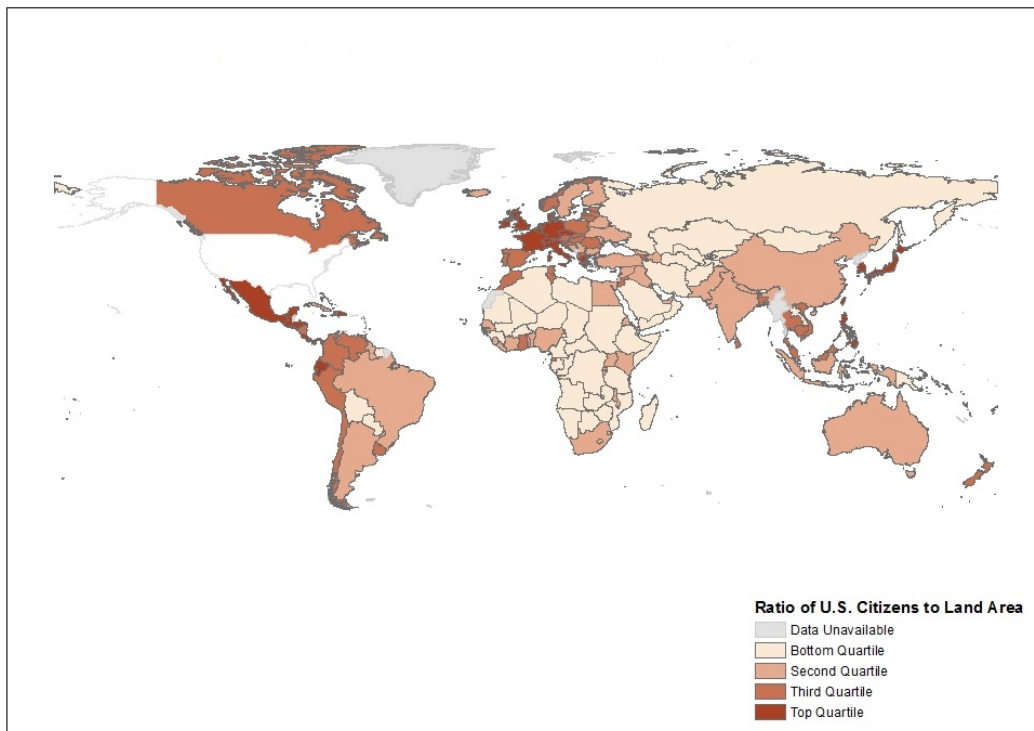 Ratio of U.S. Citizens to Land Area
Data Unavailable
Bottom Quartile
Second Quartile
Third Quartile
Top Quartile